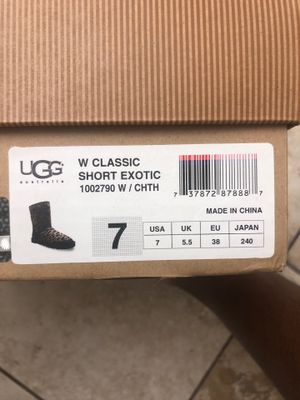 UGG
australia
W CLASSIC
SHORT EXOTIC
1002790 W / CHTH
7 37872 87888 7
MADE IN CHINA
7
USA UK EU JAPAN
7 5.5 38 240